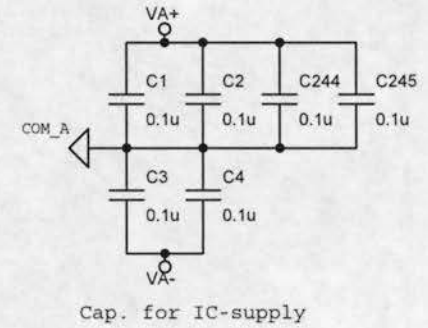 VA+
C1 C2 C244 C245
0.1u 0.1u 0.1u 0.1u
COM_A
C3 C4
0.1u 0.1u
VA-
Cap. for IC-supply